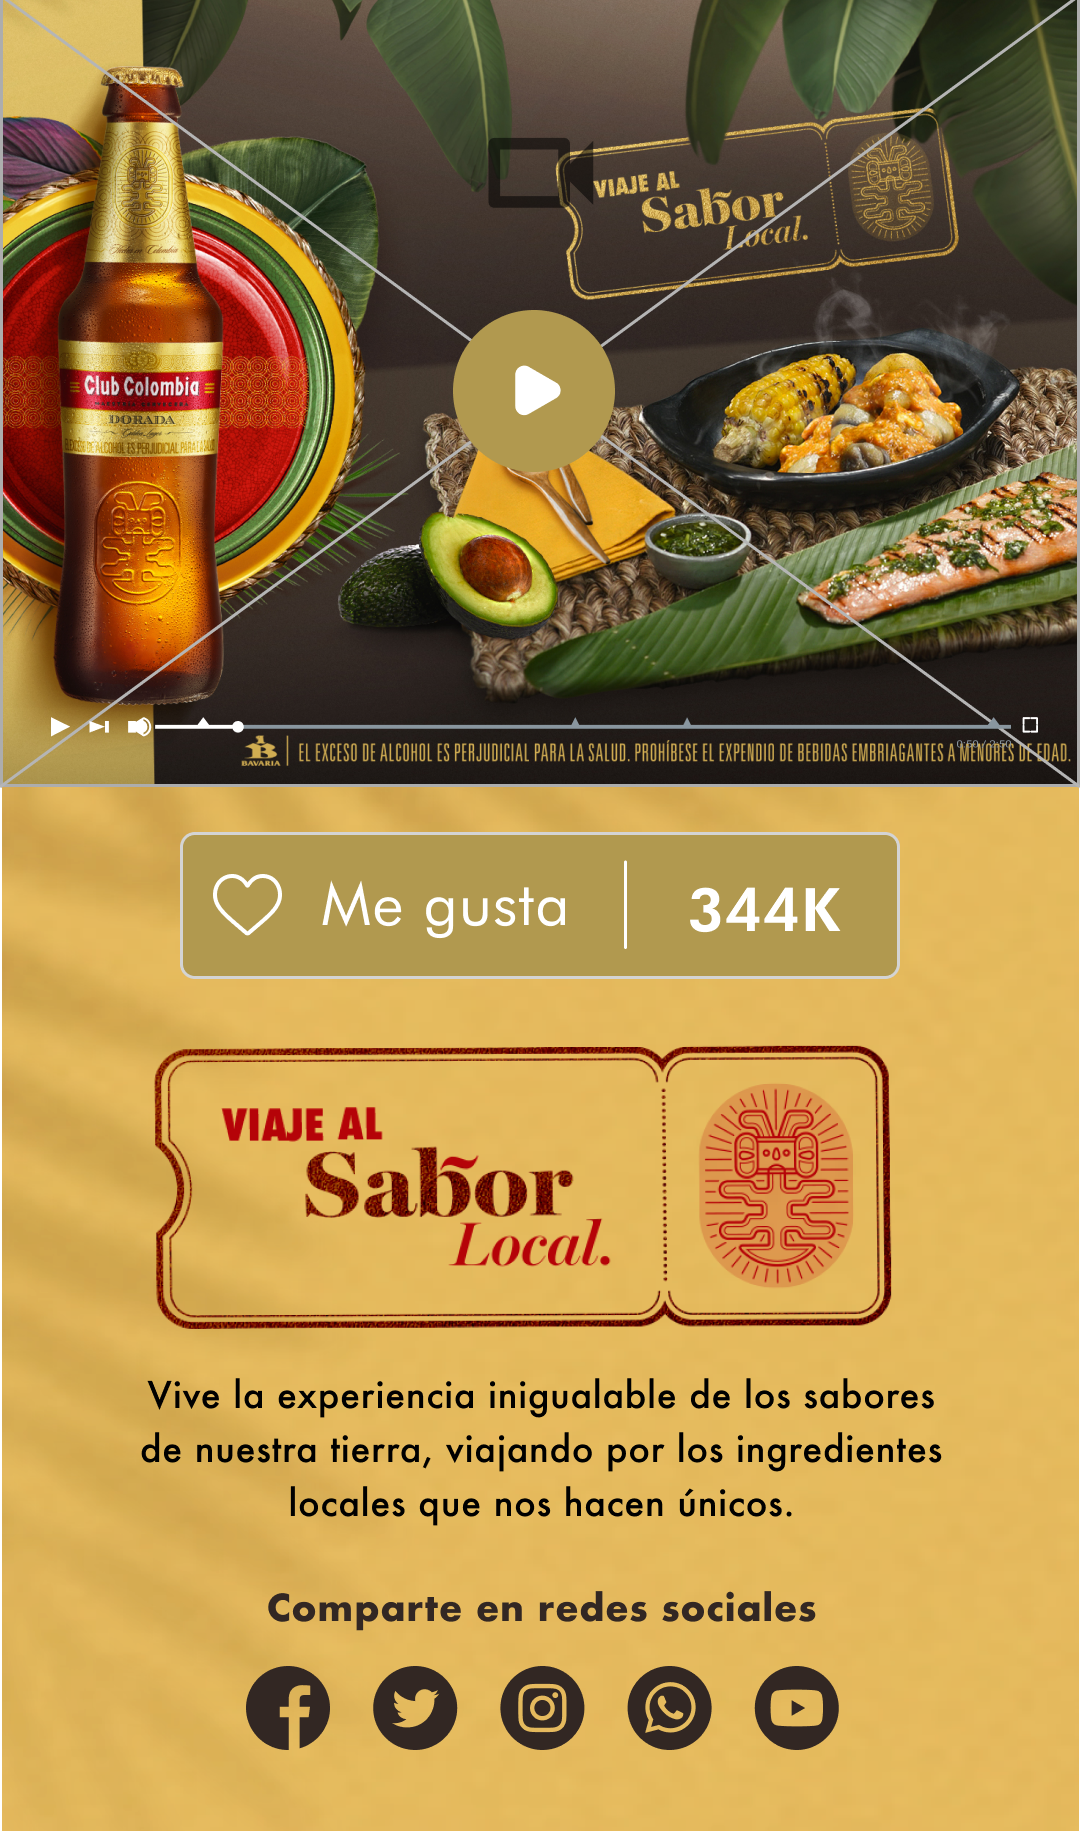 VIAJE AL
Sabor
Local.
Club Colombia
DORADA
EXCESO DE ALCOHOL ES PERJUDICIAL PARA LA SALUD
BAVARIA
EL EXCESO DE ALCOHOL ES PERJUDICIAL PARA LA SALUD. PROHÍBESE EL EXPENDIO DE BEBIDAS EMBRIAGANTES A MENORES DE EDAD.
Me gusta
344K
VIAJE AL
Sabor
Local.
Vive la experiencia inigualable de los sabores
de nuestra tierra, viajando por los ingredientes
locales que nos hacen únicos.
Comparte en redes sociales